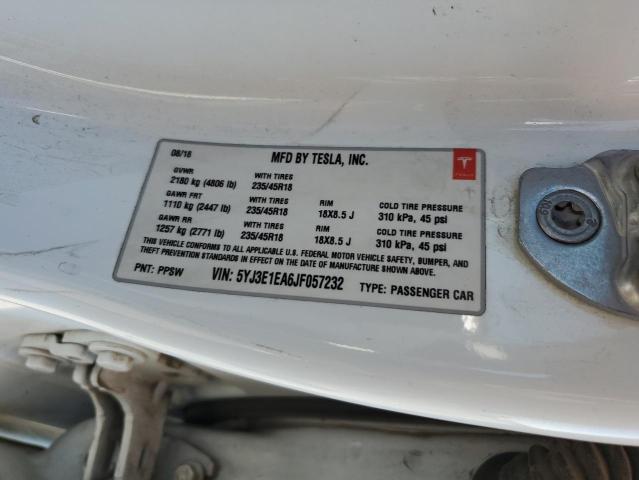 08/18 MFD BY TESLA, INC.
GVWR WITH TIRES
2180 kg (4806 lb) 235/45R18
GAWR FRT WITH TIRES RIM COLD TIRE PRESSURE
1110 kg (2447 lb) 235/45R18 18X8.5 J 310 kPa, 45 psi
GAWR RR WITH TIRES RIM COLD TIRE PRESSURE
1257 kg (2771 lb) 235/45R18 18X8.5 J 310 kPa, 45 psi
THIS VEHICLE CONFORMS TO ALL APPLICABLE U.S. FEDERAL MOTOR VEHICLE SAFETY, BUMPER, AND
THEFT PREVENTION STANDARDS IN EFFECT ON THE DATE OF MANUFACTURE SHOWN ABOVE.
PNT: PPSW VIN: 5YJ3E1EA6JF057232 TYPE: PASSENGER CAR
TESLA